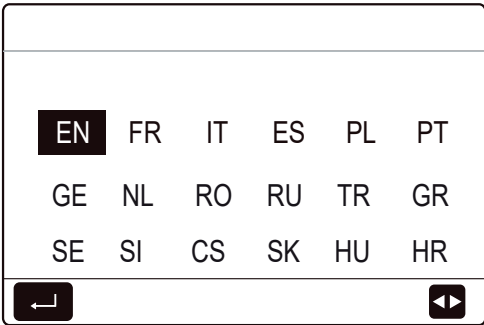 EN FR IT ES PL PT
GE NL RO RU TR GR
SE SI CS SK HU HR